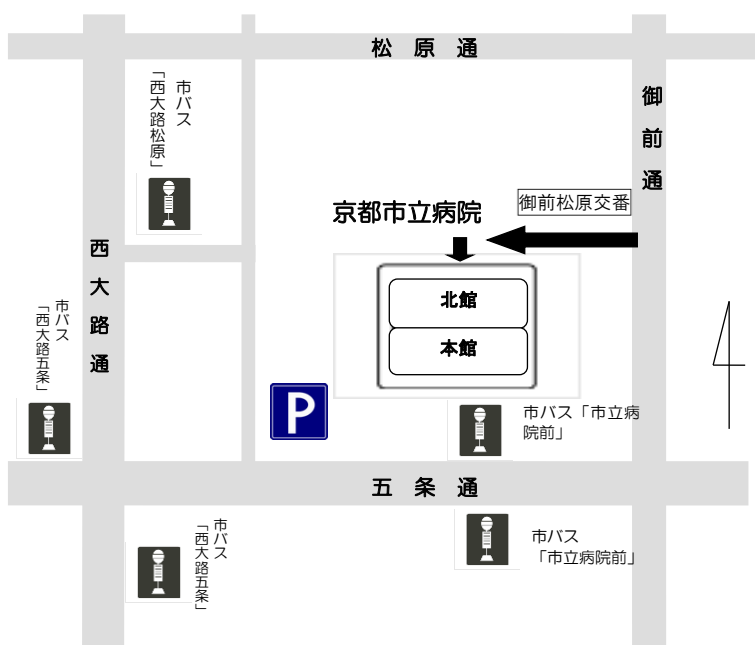 松原通
御前通
市バス
「西大路松原」
御前松原交番
京都市立病院
西大路通
北館
本館
市バス
「西大路五条」
P
市バス「市立病
院前」
五条通
市バス
「西大路五条」
市バス
「市立病院前」